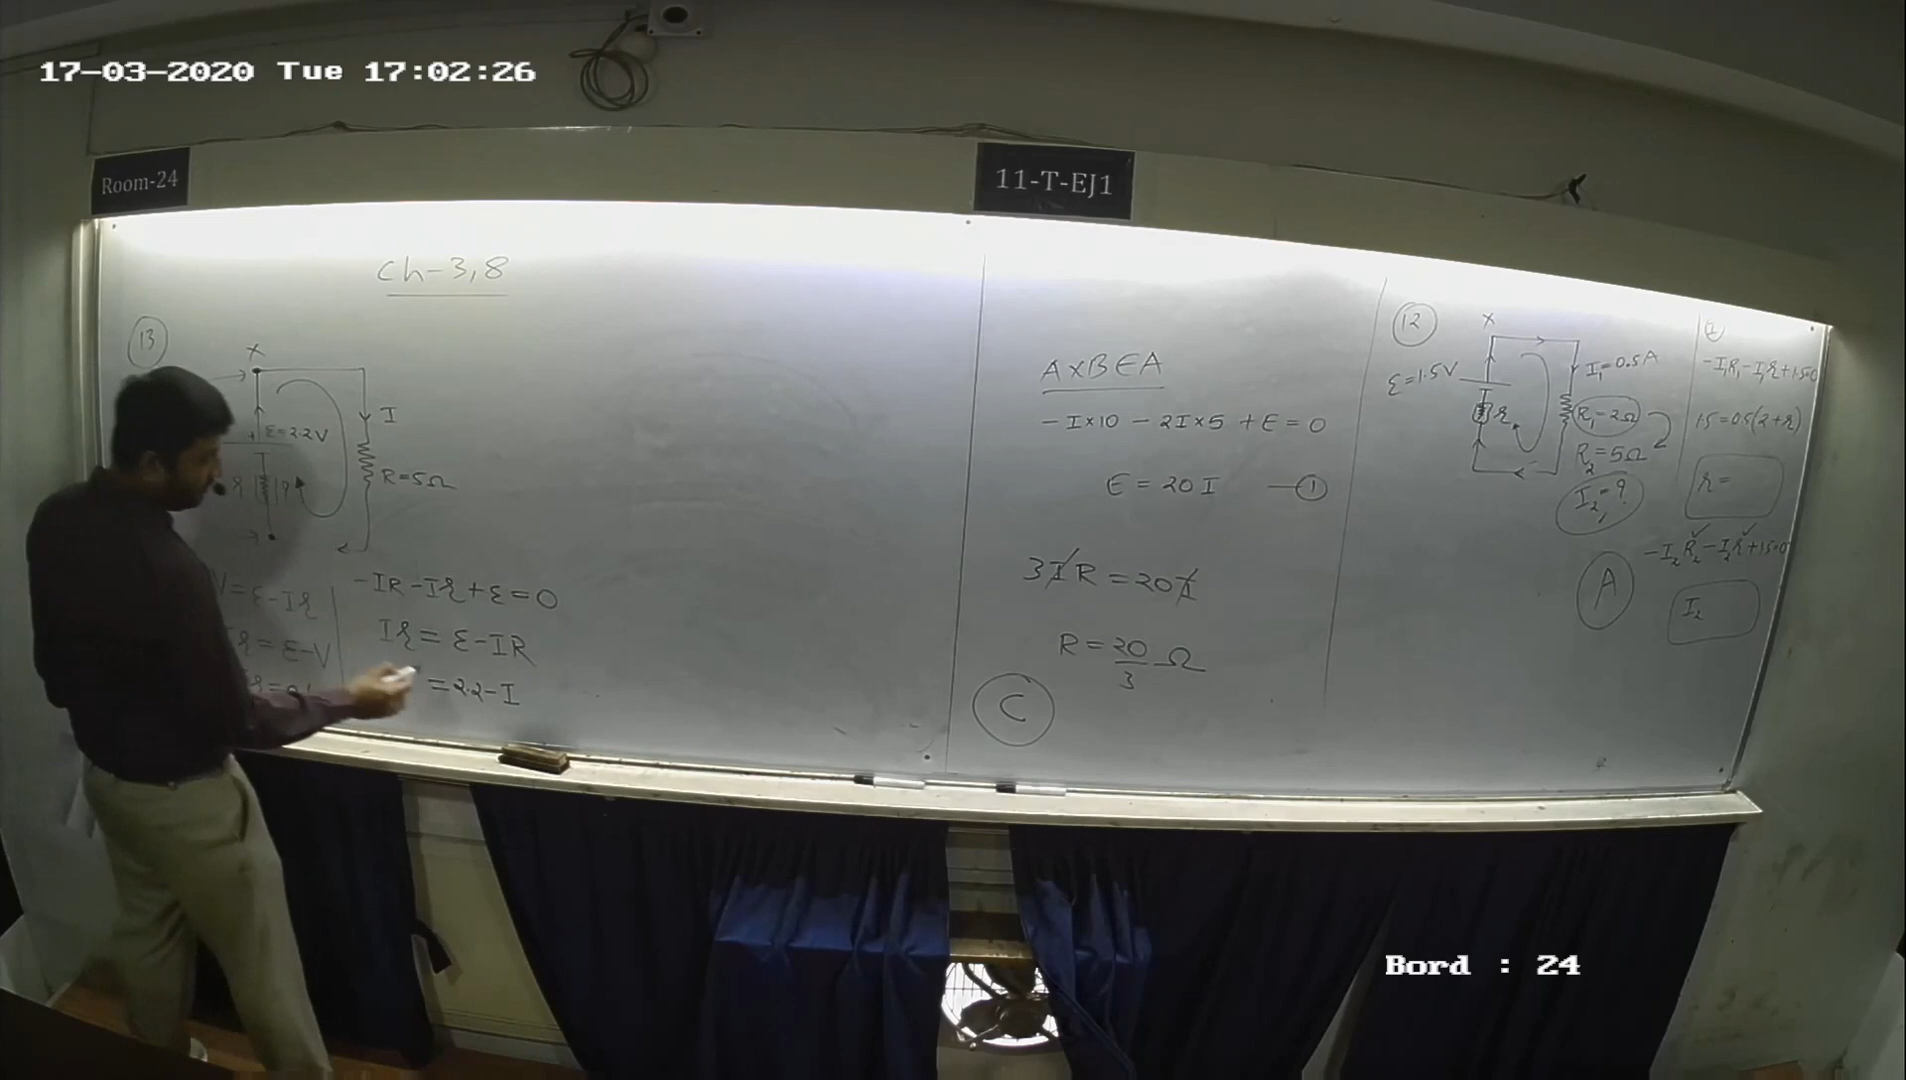 17-03-2020 Tue 17:02:26
Room-24
11-T-EJ1
Ch-3,8
13
X
I
ε=2.2V
R=5Ω
V=ε-Ir
r=ε-V
-IR-Ir+ε=0
Ir=ε-IR
=2.2-I
AXBEA
-I×10-2I×5+E=0
E=20I —①
3IR=20I
R=20/3 Ω
C
12
X
ε=1.5V
I₁=0.5A
r
R₁-2Ω
R₂=5Ω
I₂=?
A
-I₁R₁-I₁r+1.5=0
1.5=0.5(2+r)
r=
-I₂R₂-I₂r+1.5=0
I₂
Bord : 24